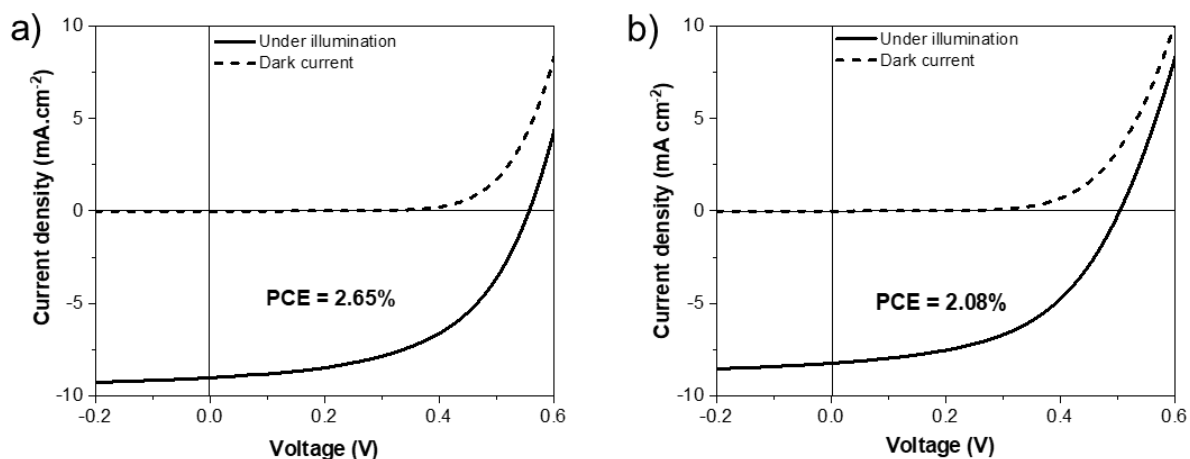 a)
Under illumination
Dark current
Current density (mA.cm-2)
10
5
0
-5
-10
PCE = 2.65%
-0.2 0.0 0.2 0.4 0.6
Voltage (V)
b)
Under illumination
Dark current
Current density (mA cm-2)
10
5
0
-5
-10
PCE = 2.08%
-0.2 0.0 0.2 0.4 0.6
Voltage (V)